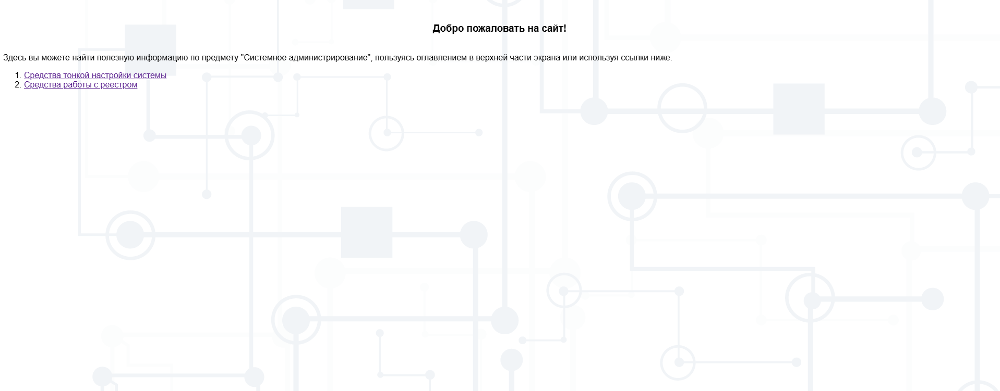 Добро пожаловать на сайт!
Здесь вы можете найти полезную информацию по предмету "Системное администрирование", пользуясь оглавлением в верхней части экрана или используя ссылки ниже.
1. Средства тонкой настройки системы
2. Средства работы с реестром